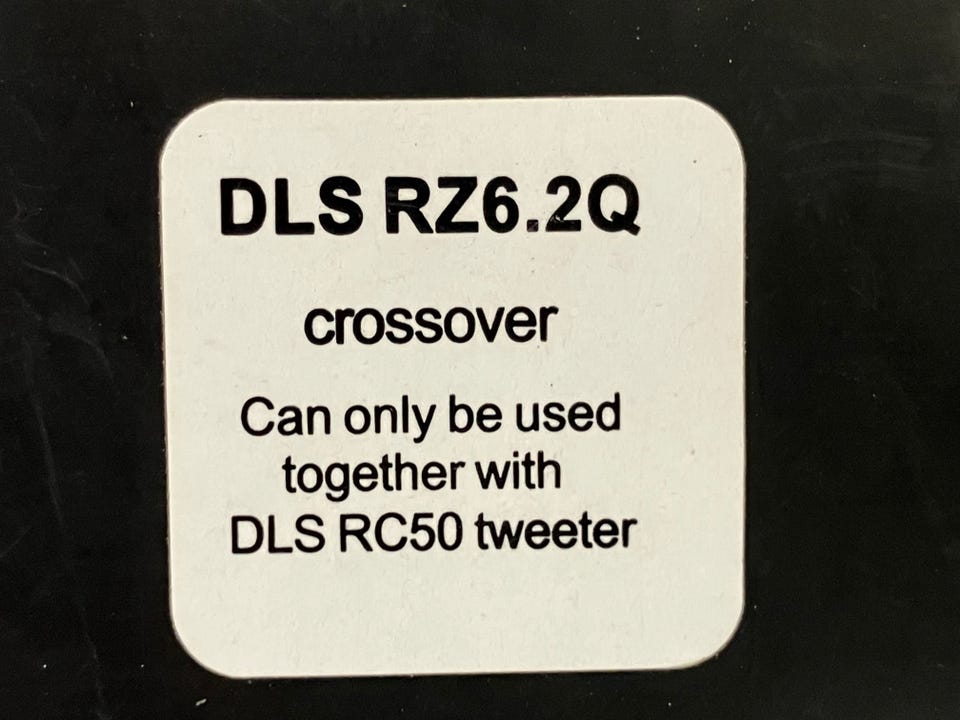 DLS RZ6.2Q
crossover
Can only be used
together with
DLS RC50 tweeter